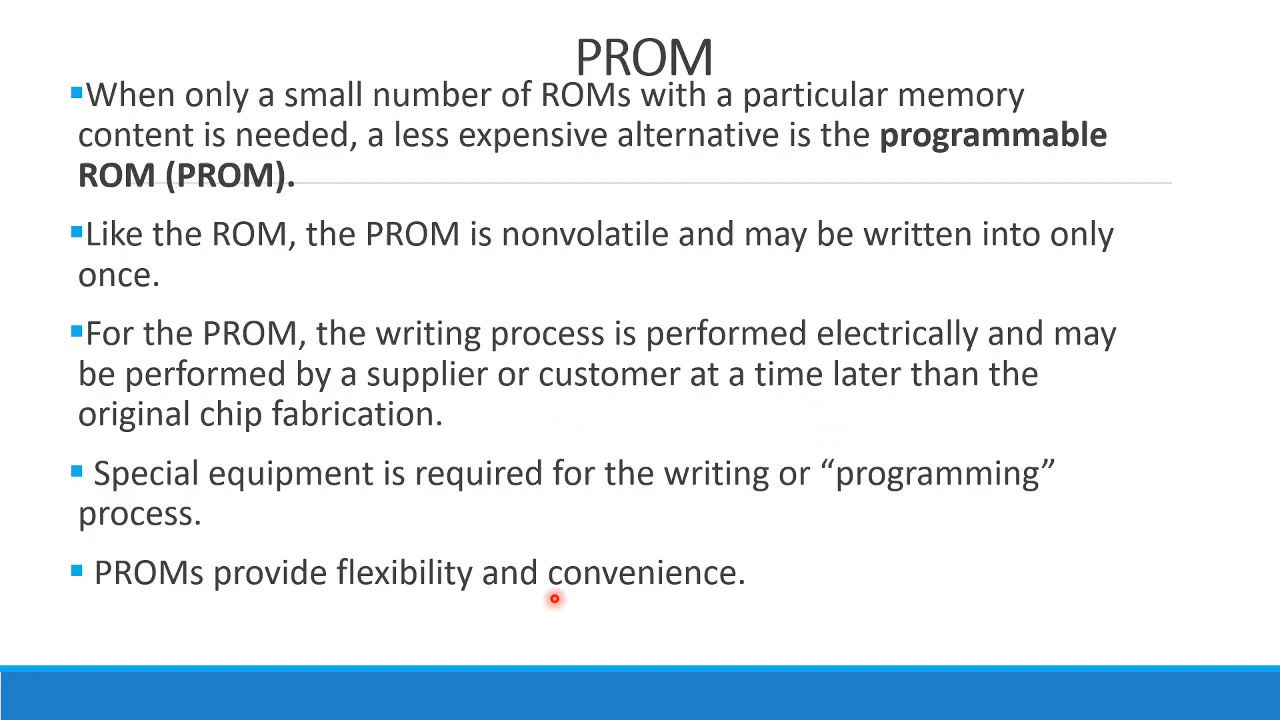 PROM
▪When only a small number of ROMs with a particular memory
content is needed, a less expensive alternative is the programmable
ROM (PROM).
▪Like the ROM, the PROM is nonvolatile and may be written into only
once.
▪For the PROM, the writing process is performed electrically and may
be performed by a supplier or customer at a time later than the
original chip fabrication.
▪ Special equipment is required for the writing or “programming”
process.
▪ PROMs provide flexibility and convenience.